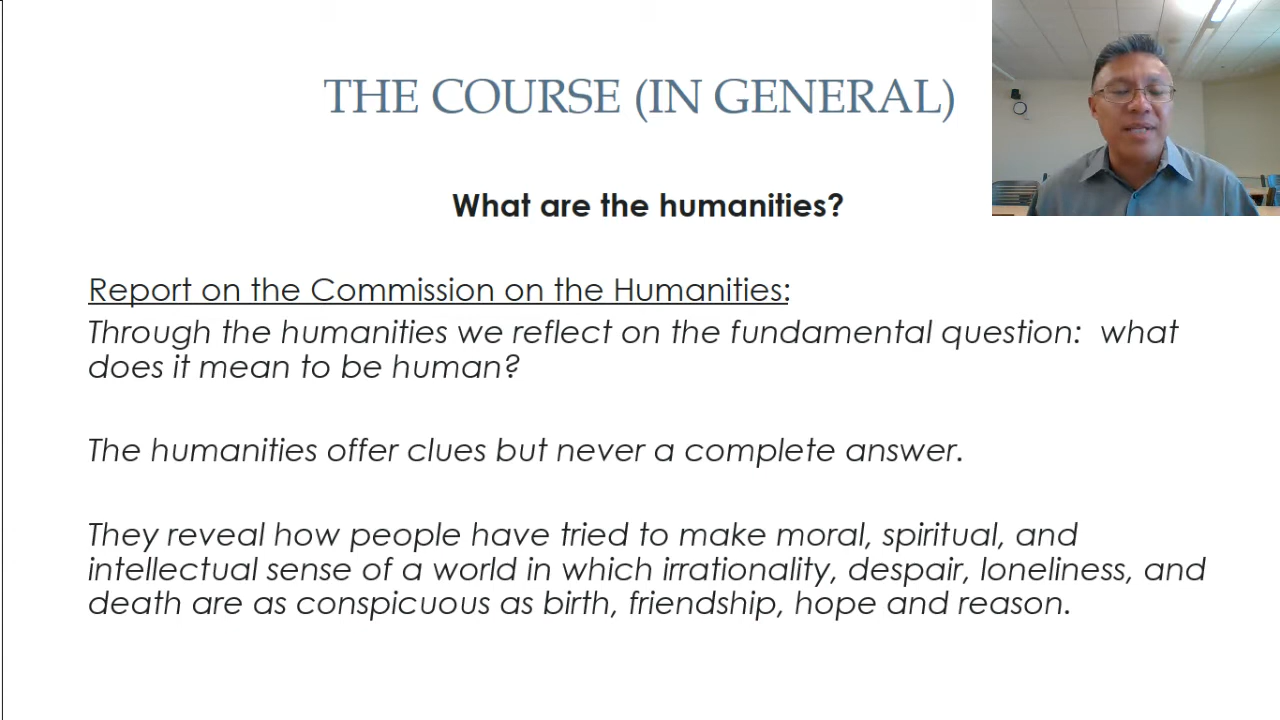 THE COURSE (IN GENERAL)
What are the humanities?
Report on the Commission on the Humanities:
Through the humanities we reflect on the fundamental question:  what
does it mean to be human?
The humanities offer clues but never a complete answer.
They reveal how people have tried to make moral, spiritual, and
intellectual sense of a world in which irrationality, despair, loneliness, and
death are as conspicuous as birth, friendship, hope and reason.